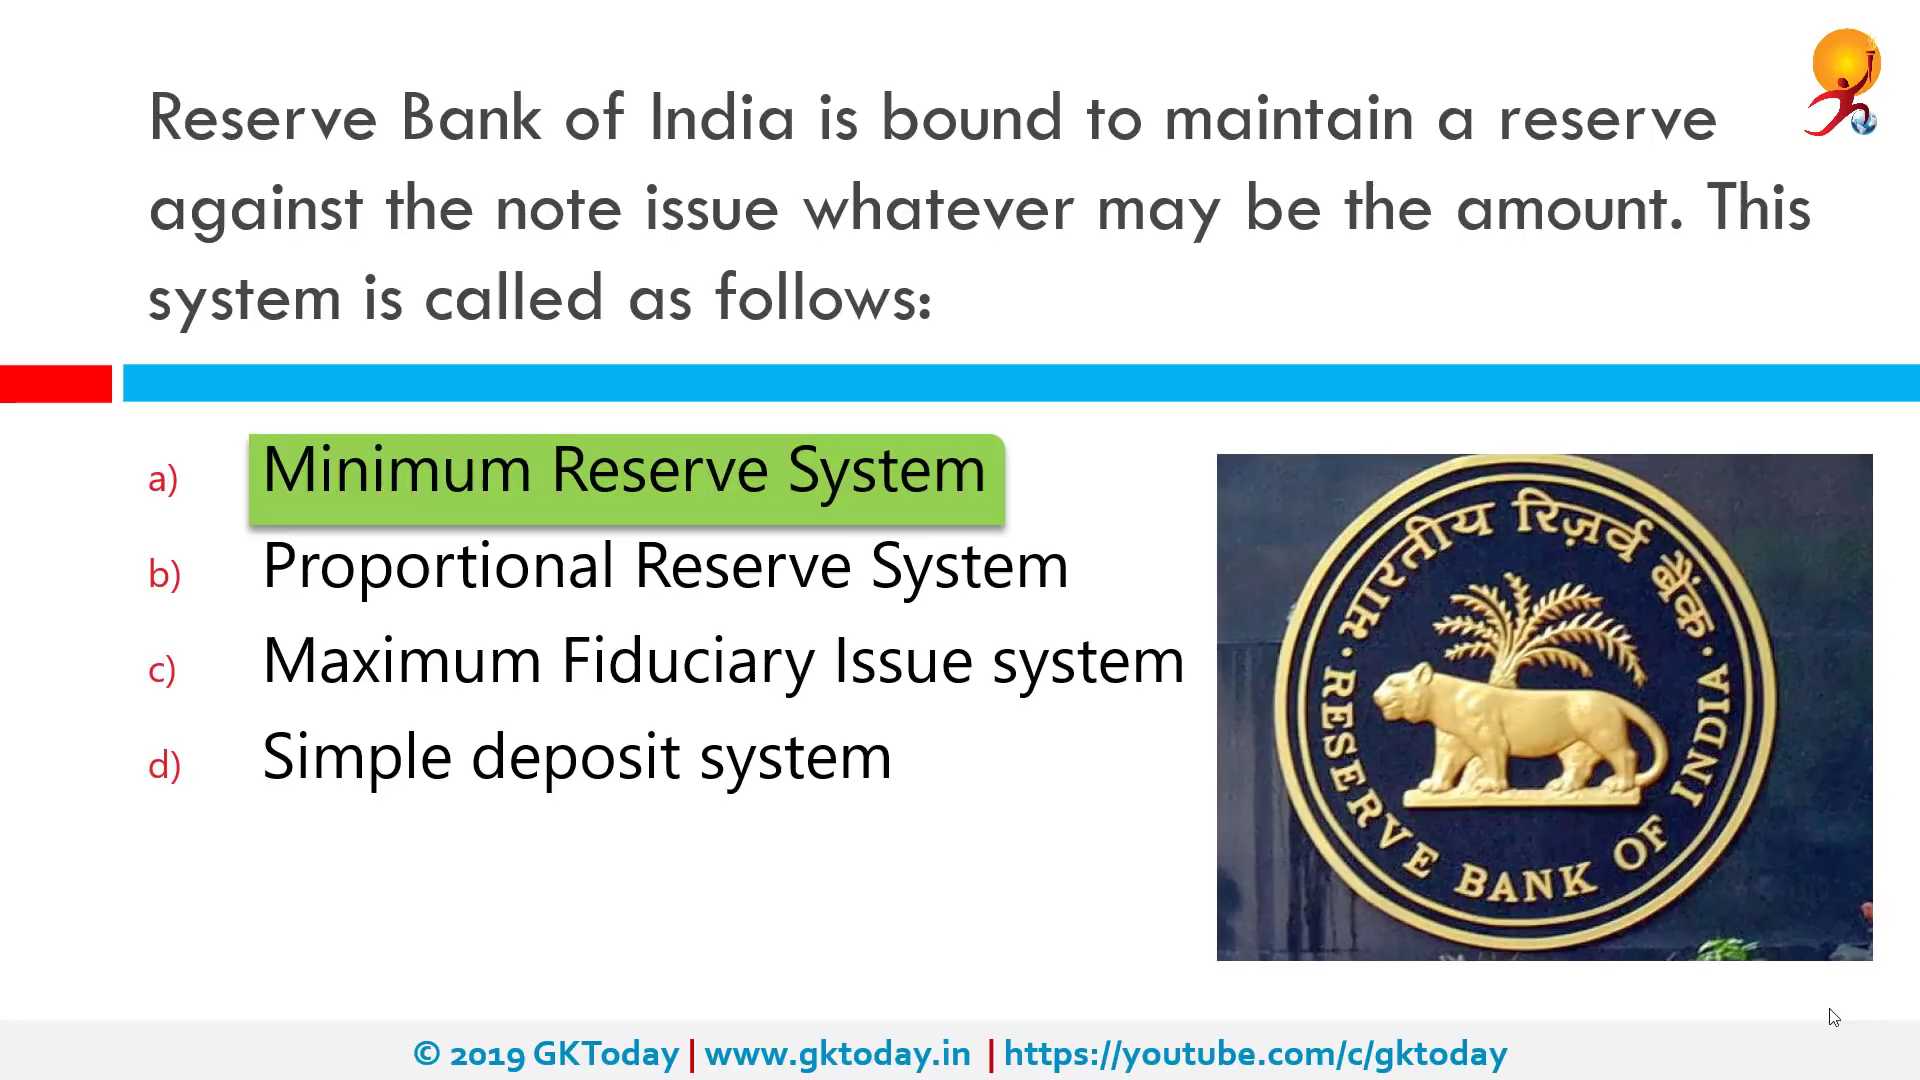 Reserve Bank of India is bound to maintain a reserve
against the note issue whatever may be the amount. This
system is called as follows:
a) Minimum Reserve System
b) Proportional Reserve System
c) Maximum Fiduciary Issue system
d) Simple deposit system
भारतीय रिज़र्व बैंक
RESERVE BANK OF INDIA
© 2019 GKToday | www.gktoday.in | https://youtube.com/c/gktoday